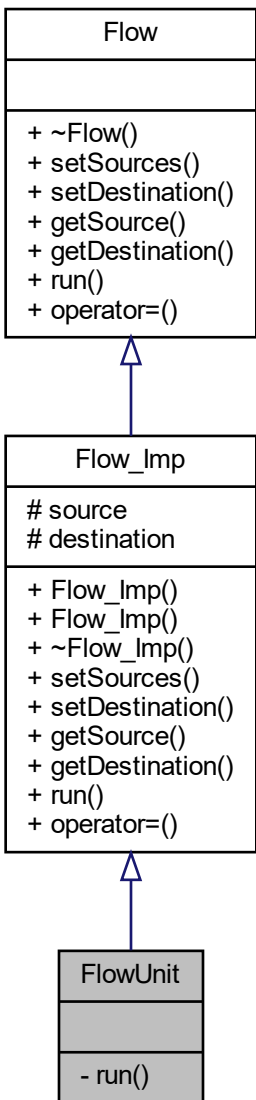 Flow
+ ~Flow()
+ setSources()
+ setDestination()
+ getSource()
+ getDestination()
+ run()
+ operator=()
Flow_Imp
# source
# destination
+ Flow_Imp()
+ Flow_Imp()
+ ~Flow_Imp()
+ setSources()
+ setDestination()
+ getSource()
+ getDestination()
+ run()
+ operator=()
FlowUnit
- run()